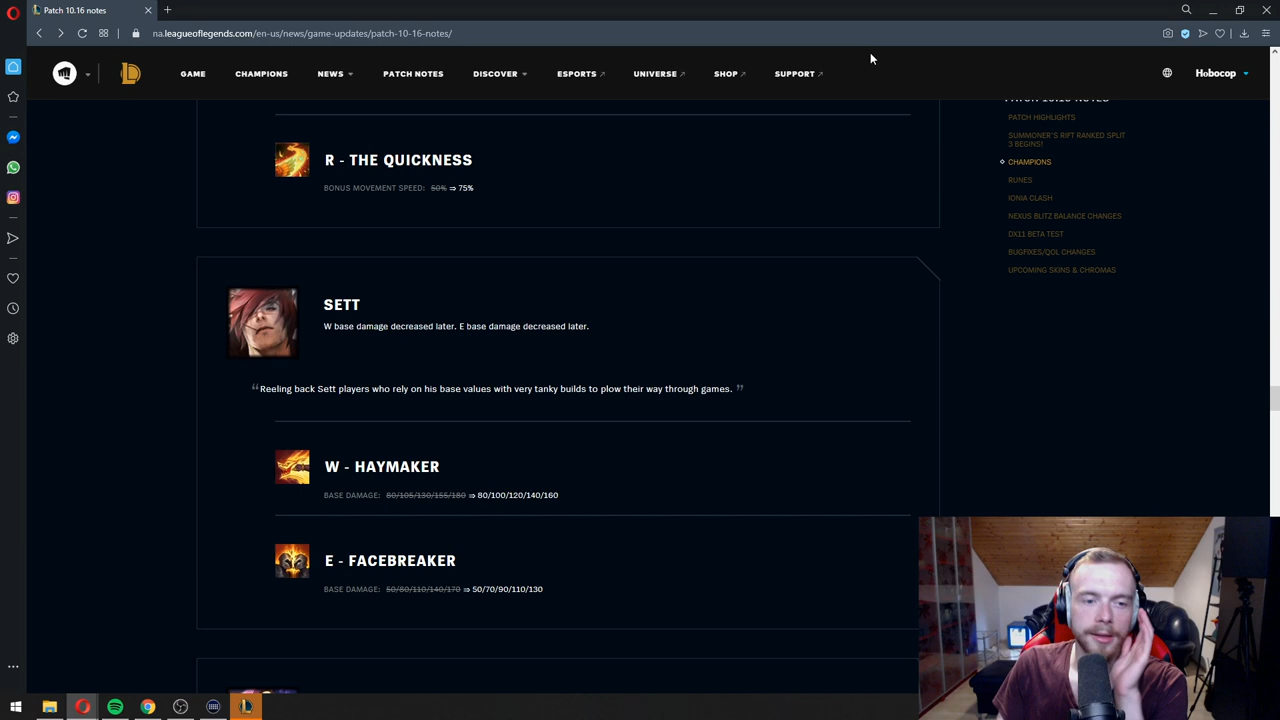 Patch 10.16 notes
na.leagueoflegends.com/en-us/news/game-updates/patch-10-16-notes/
GAME CHAMPIONS NEWS PATCH NOTES DISCOVER ESPORTS UNIVERSE SHOP SUPPORT Hobocop
PATCH 10.16 NOTES
PATCH HIGHLIGHTS
SUMMONER'S RIFT RANKED SPLIT
3 BEGINS!
CHAMPIONS
RUNES
IONIA CLASH
NEXUS BLITZ BALANCE CHANGES
DX11 BETA TEST
BUGFIXES/QOL CHANGES
UPCOMING SKINS & CHROMAS
R - THE QUICKNESS
BONUS MOVEMENT SPEED: 50% ⇒ 75%
SETT
W base damage decreased later. E base damage decreased later.
“Reeling back Sett players who rely on his base values with very tanky builds to plow their way through games. ”
W - HAYMAKER
BASE DAMAGE: 80/105/130/155/180 ⇒ 80/100/120/140/160
E - FACEBREAKER
BASE DAMAGE: 50/80/110/140/170 ⇒ 50/70/90/110/130